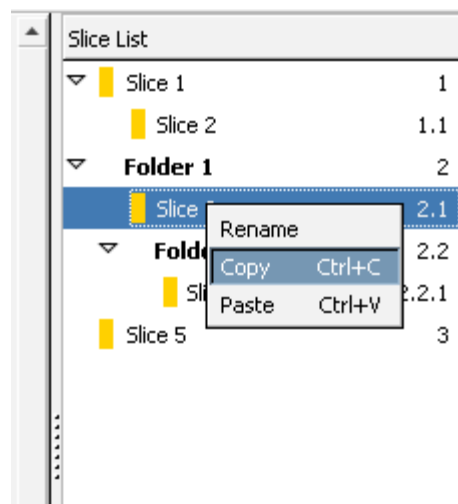 Slice List
Slice 1 1
Slice 2 1.1
Folder 1 2
Slice 2.1
Rename
2.2
Copy Ctrl+C
Paste Ctrl+V
Slice 5 3